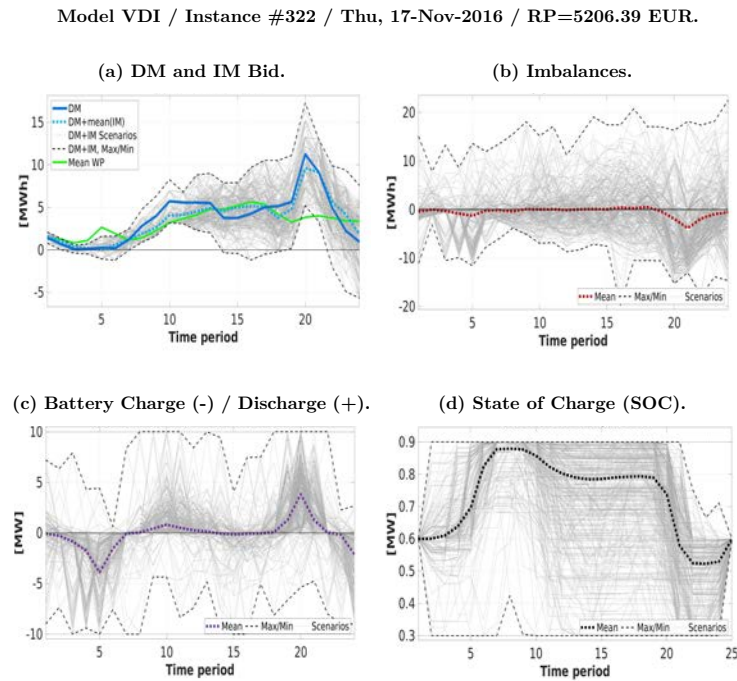 Model VDI / Instance #322 / Thu, 17-Nov-2016 / RP=5206.39 EUR.
(a) DM and IM Bid.
(b) Imbalances.
DM
DM+mean(IM)
DM+IM Scenarios
DM+IM, Max/Min
Mean WP
[MWh]
15
10
5
0
-5
5 10 15 20
Time period
[MWh]
20
10
0
-10
-20
Mean Max/Min Scenarios
5 10 15 20
Time period
(c) Battery Charge (-) / Discharge (+).
(d) State of Charge (SOC).
[MW]
10
5
0
-5
-10
Mean Max/Min Scenarios
5 10 15 20
Time period
[MW]
0.9
0.8
0.7
0.6
0.5
0.4
0.3
Mean Max/Min Scenarios
5 10 15 20 25
Time period